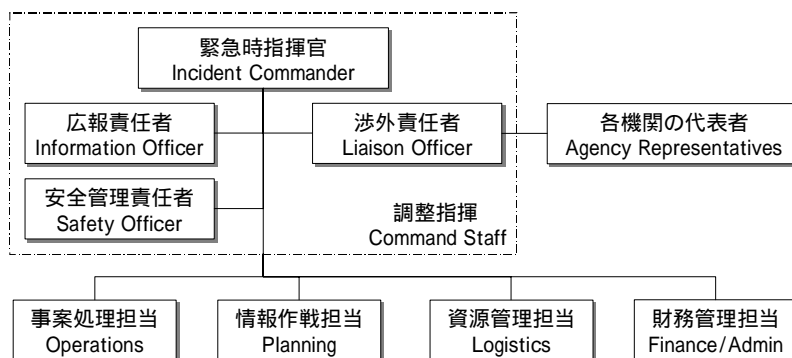 緊急時指揮官
Incident Commander
広報責任者
Information Officer
渉外責任者
Liaison Officer
各機関の代表者
Agency Representatives
安全管理責任者
Safety Officer
調整指揮
Command Staff
事案処理担当
Operations
情報作戦担当
Planning
資源管理担当
Logistics
財務管理担当
Finance/Admin